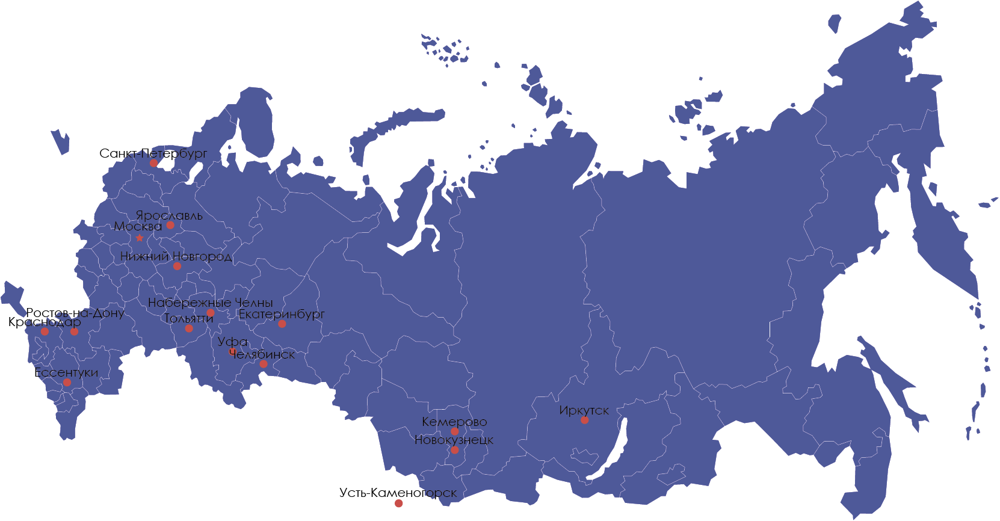 Санкт-Петербург
Ярославль
Москва
Нижний Новгород
Набережные Челны
Ростов-на-Дону
Екатеринбург
Тольятти
Краснодар
Уфа
Челябинск
Ессентуки
Иркутск
Кемерово
Новокузнецк
Усть-Каменогорск